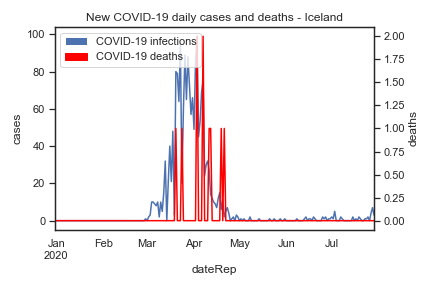 New COVID-19 daily cases and deaths - Iceland
COVID-19 infections
COVID-19 deaths
100
80
60
40
20
0
cases
2.00
1.75
1.50
1.25
1.00
0.75
0.50
0.25
0.00
deaths
Jan Feb Mar Apr May Jun Jul
2020
dateRep